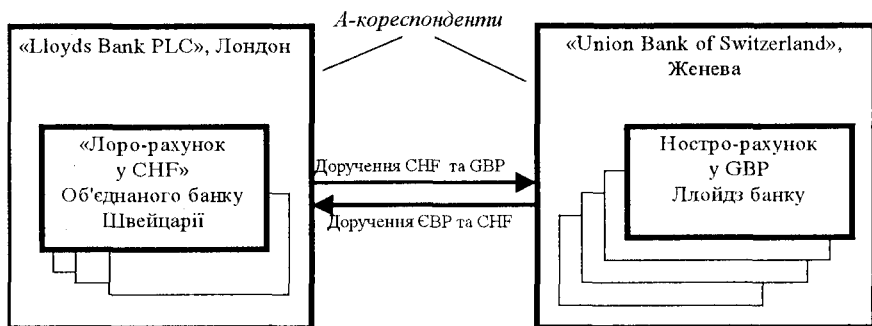 А-кореспонденти
«Lloyds Bank PLC», Лондон
«Лоро-рахунок
у CHF»
Об'єднаного банку
Швейцарії
Доручення CHF та GBP
Доручення ЄВР та CHF
«Union Bank of Switzerland»,
Женева
Ностро-рахунок
у GBP
Ллойдз банку